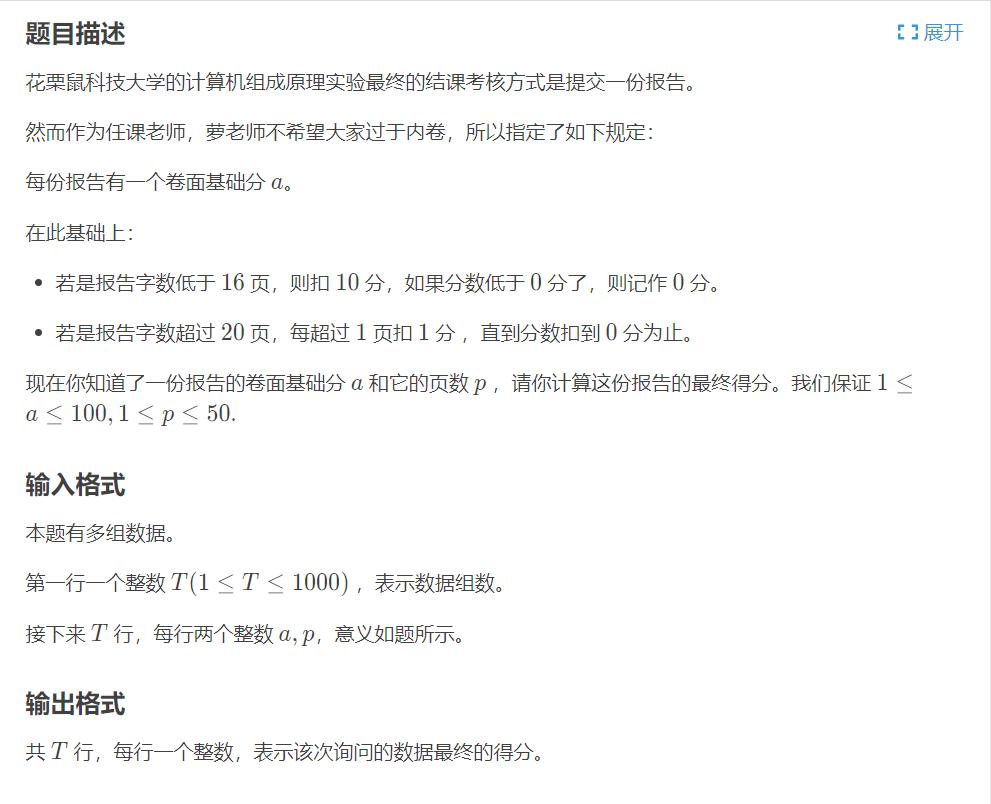 题目描述
展开
花栗鼠科技大学的计算机组成原理实验最终的结课考核方式是提交一份报告。
然而作为任课老师，萝老师不希望大家过于内卷，所以指定了如下规定：
每份报告有一个卷面基础分 a。
在此基础上：
• 若是报告字数低于 16 页，则扣 10 分，如果分数低于 0 分了，则记作 0 分。
• 若是报告字数超过 20 页，每超过 1 页扣 1 分 ，直到分数扣到 0 分为止。
现在你知道了一份报告的卷面基础分 a 和它的页数 p ，请你计算这份报告的最终得分。我们保证 1 ≤
a ≤ 100, 1 ≤ p ≤ 50.
输入格式
本题有多组数据。
第一行一个整数 T(1 ≤ T ≤ 1000) ，表示数据组数。
接下来 T 行，每行两个整数 a, p，意义如题所示。
输出格式
共 T 行，每行一个整数，表示该次询问的数据最终的得分。